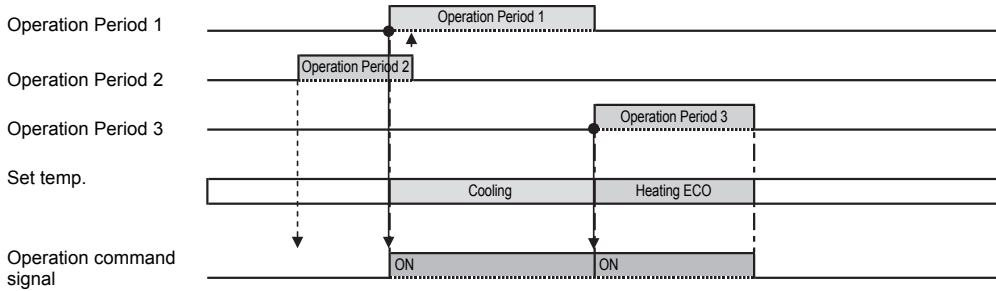 Operation Period 1
Operation Period 1
Operation Period 2
Operation Period 2
Operation Period 3
Operation Period 3
Set temp.
Cooling
Heating ECO
Operation command
signal
ON
ON